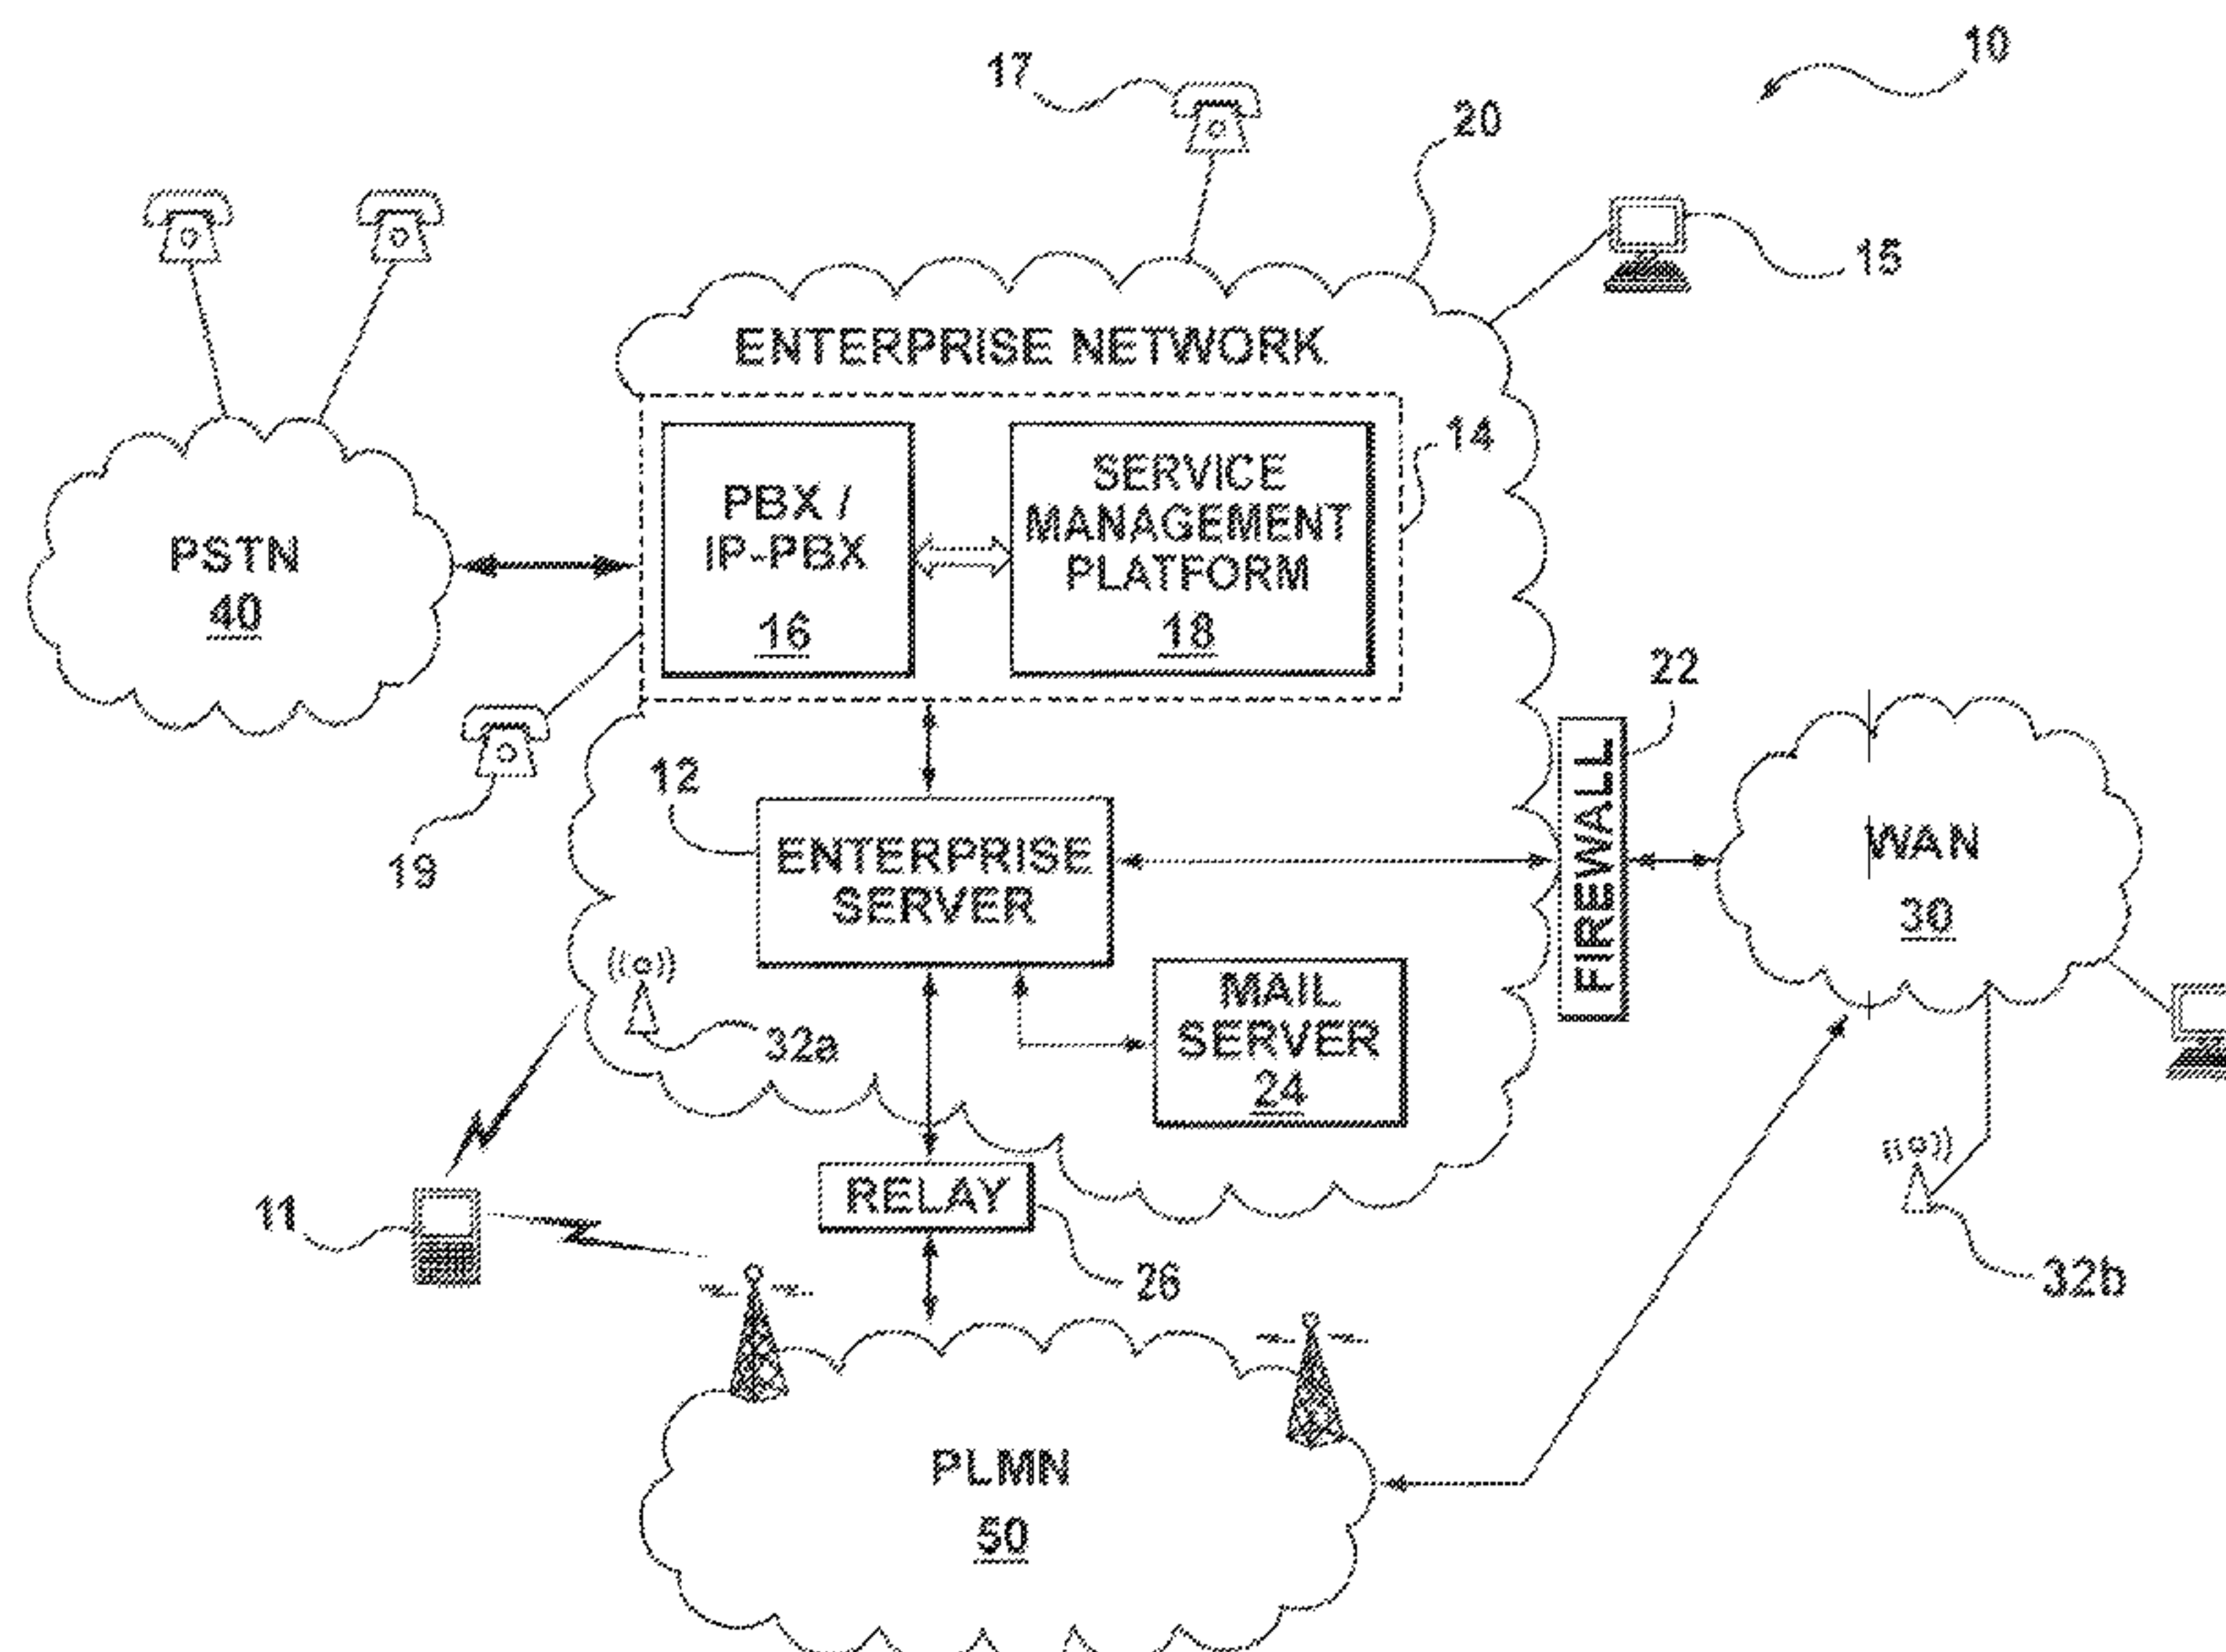 10
17
20
15
ENTERPRISE NETWORK
14
PBX /
IP-PBX
16
SERVICE
MANAGEMENT
PLATFORM
18
PSTN
40
22
19
12
ENTERPRISE
SERVER
FIREWALL
WAN
30
32a
MAIL
SERVER
24
11
RELAY
26
32b
PLMN
50